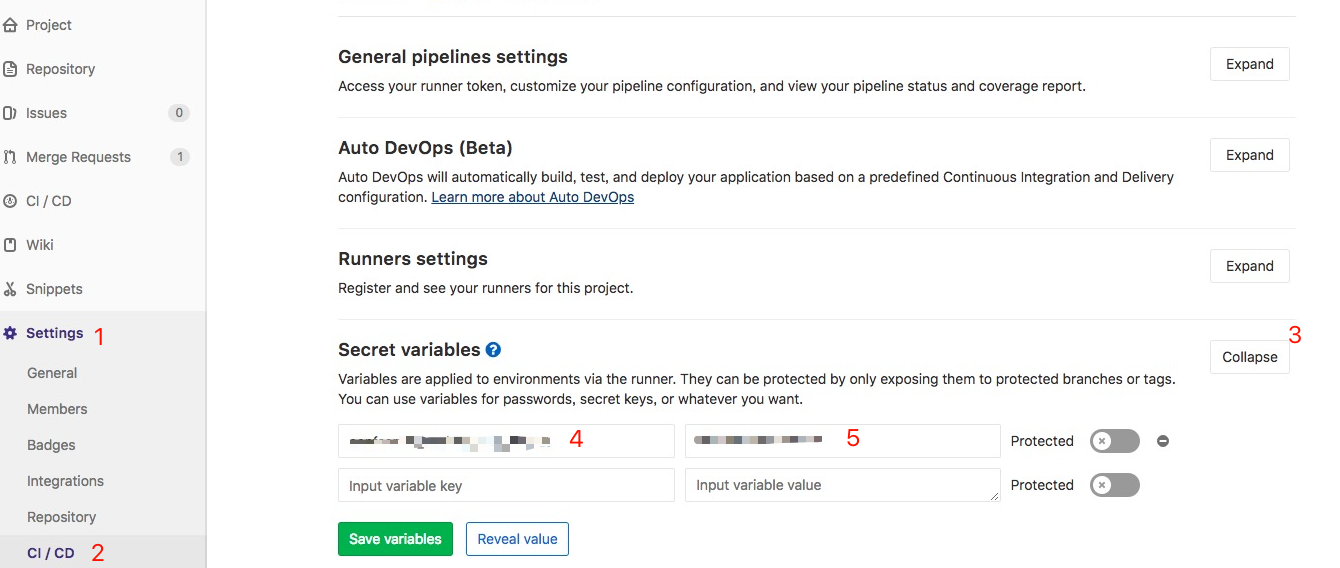 Project
Repository
Issues 0
Merge Requests 1
CI / CD
Wiki
Snippets
Settings 1
General
Members
Badges
Integrations
Repository
CI / CD 2
General pipelines settings
Expand
Access your runner token, customize your pipeline configuration, and view your pipeline status and coverage report.
Auto DevOps (Beta)
Expand
Auto DevOps will automatically build, test, and deploy your application based on a predefined Continuous Integration and Delivery
configuration. Learn more about Auto DevOps
Runners settings
Expand
Register and see your runners for this project.
Secret variables ?
3
Collapse
Variables are applied to environments via the runner. They can be protected by only exposing them to protected branches or tags.
You can use variables for passwords, secret keys, or whatever you want.
4 5 Protected
Input variable key Input variable value Protected
Save variables Reveal value